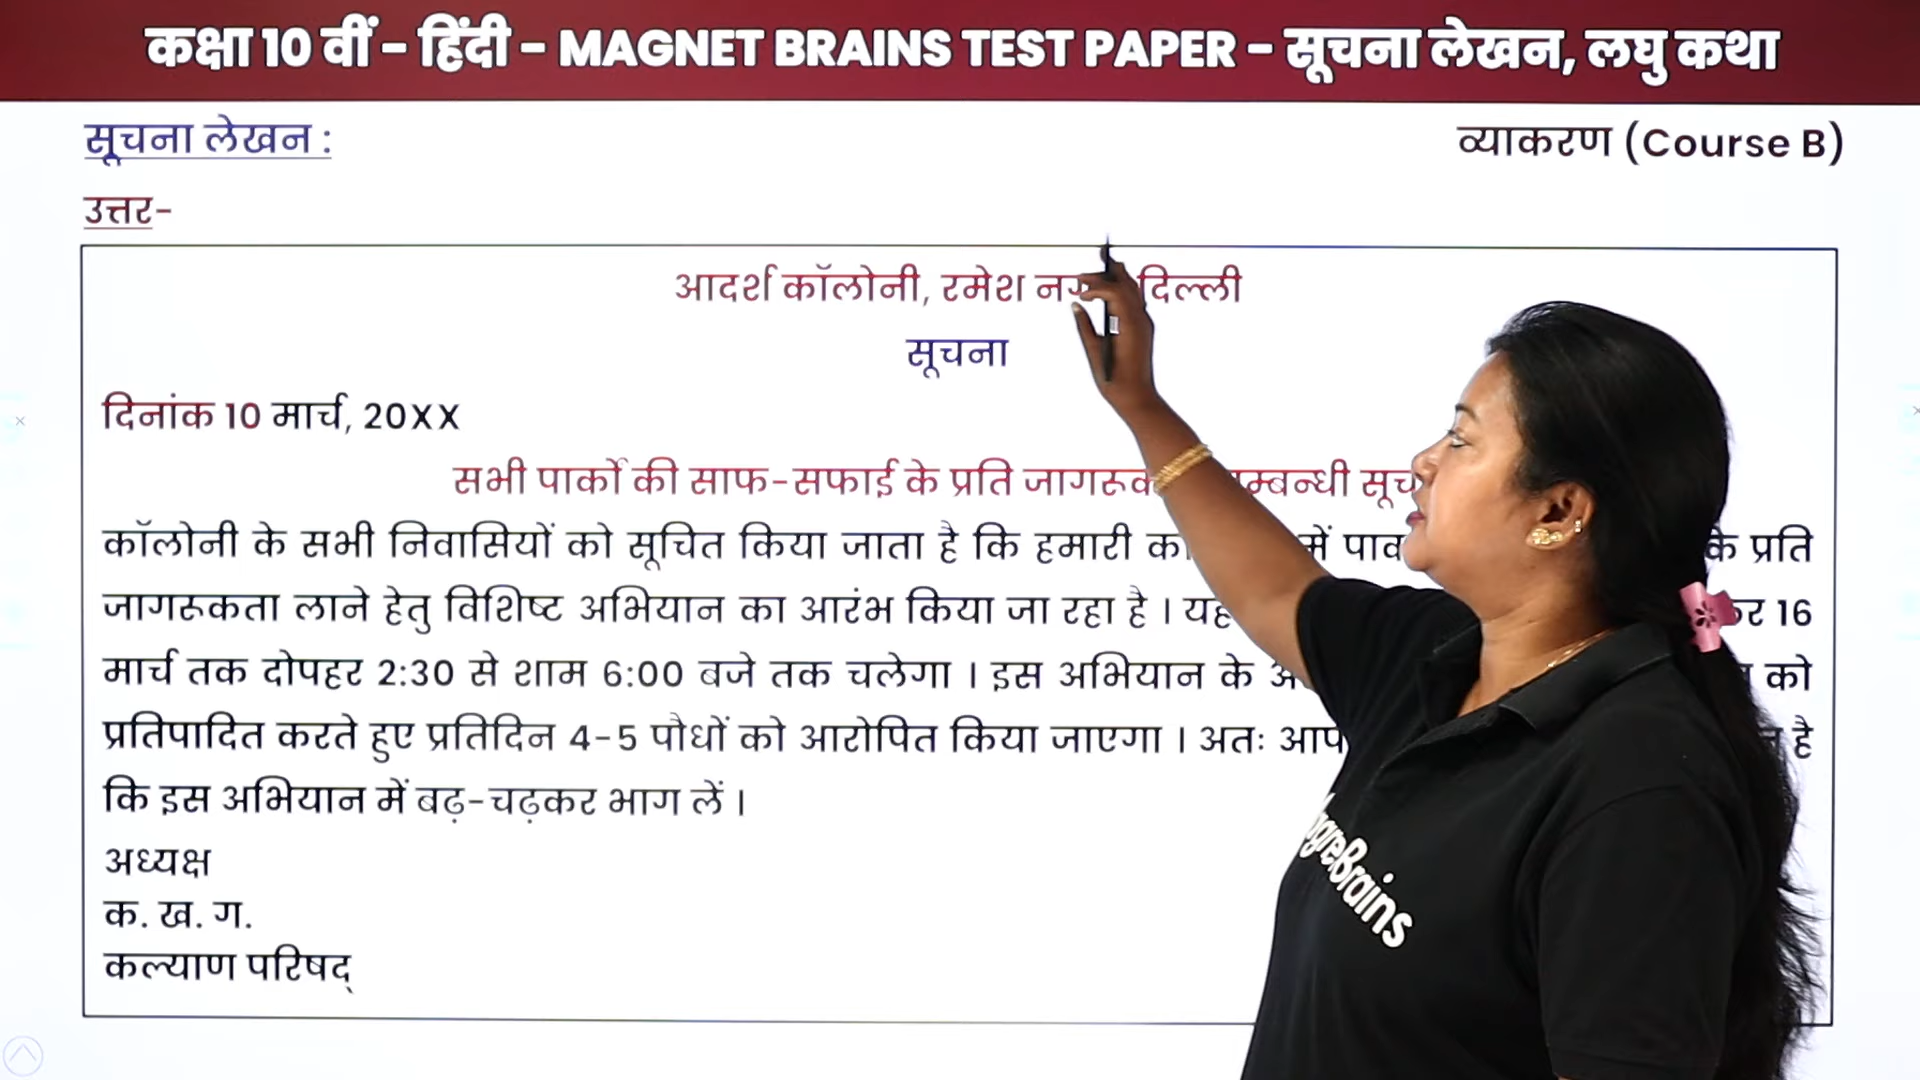 कक्षा 10 वीं - हिंदी - MAGNET BRAINS TEST PAPER - सूचना लेखन, लघु कथा
सूचना लेखन :
व्याकरण (Course B)
उत्तर-
आदर्श कॉलोनी, रमेश दिल्ली
सूचना
दिनांक 10 मार्च, 20XX
सभी पार्कों की साफ-सफाई के प्रति
कॉलोनी के सभी निवासियों को सूचित किया जाता है कि हमारी में के प्रति
जागरूकता लाने हेतु विशिष्ट अभियान का आरंभ किया जा रहा है । 16
मार्च तक दोपहर 2:30 से शाम 6:00 बजे तक चलेगा । इस अभियान के को
प्रतिपादित करते हुए प्रतिदिन 4-5 पौधों को आरोपित किया जाएगा । अतः है
कि इस अभियान में बढ़-चढ़कर भाग लें ।
अध्यक्ष
क. ख. ग.
कल्याण परिषद्
Brains